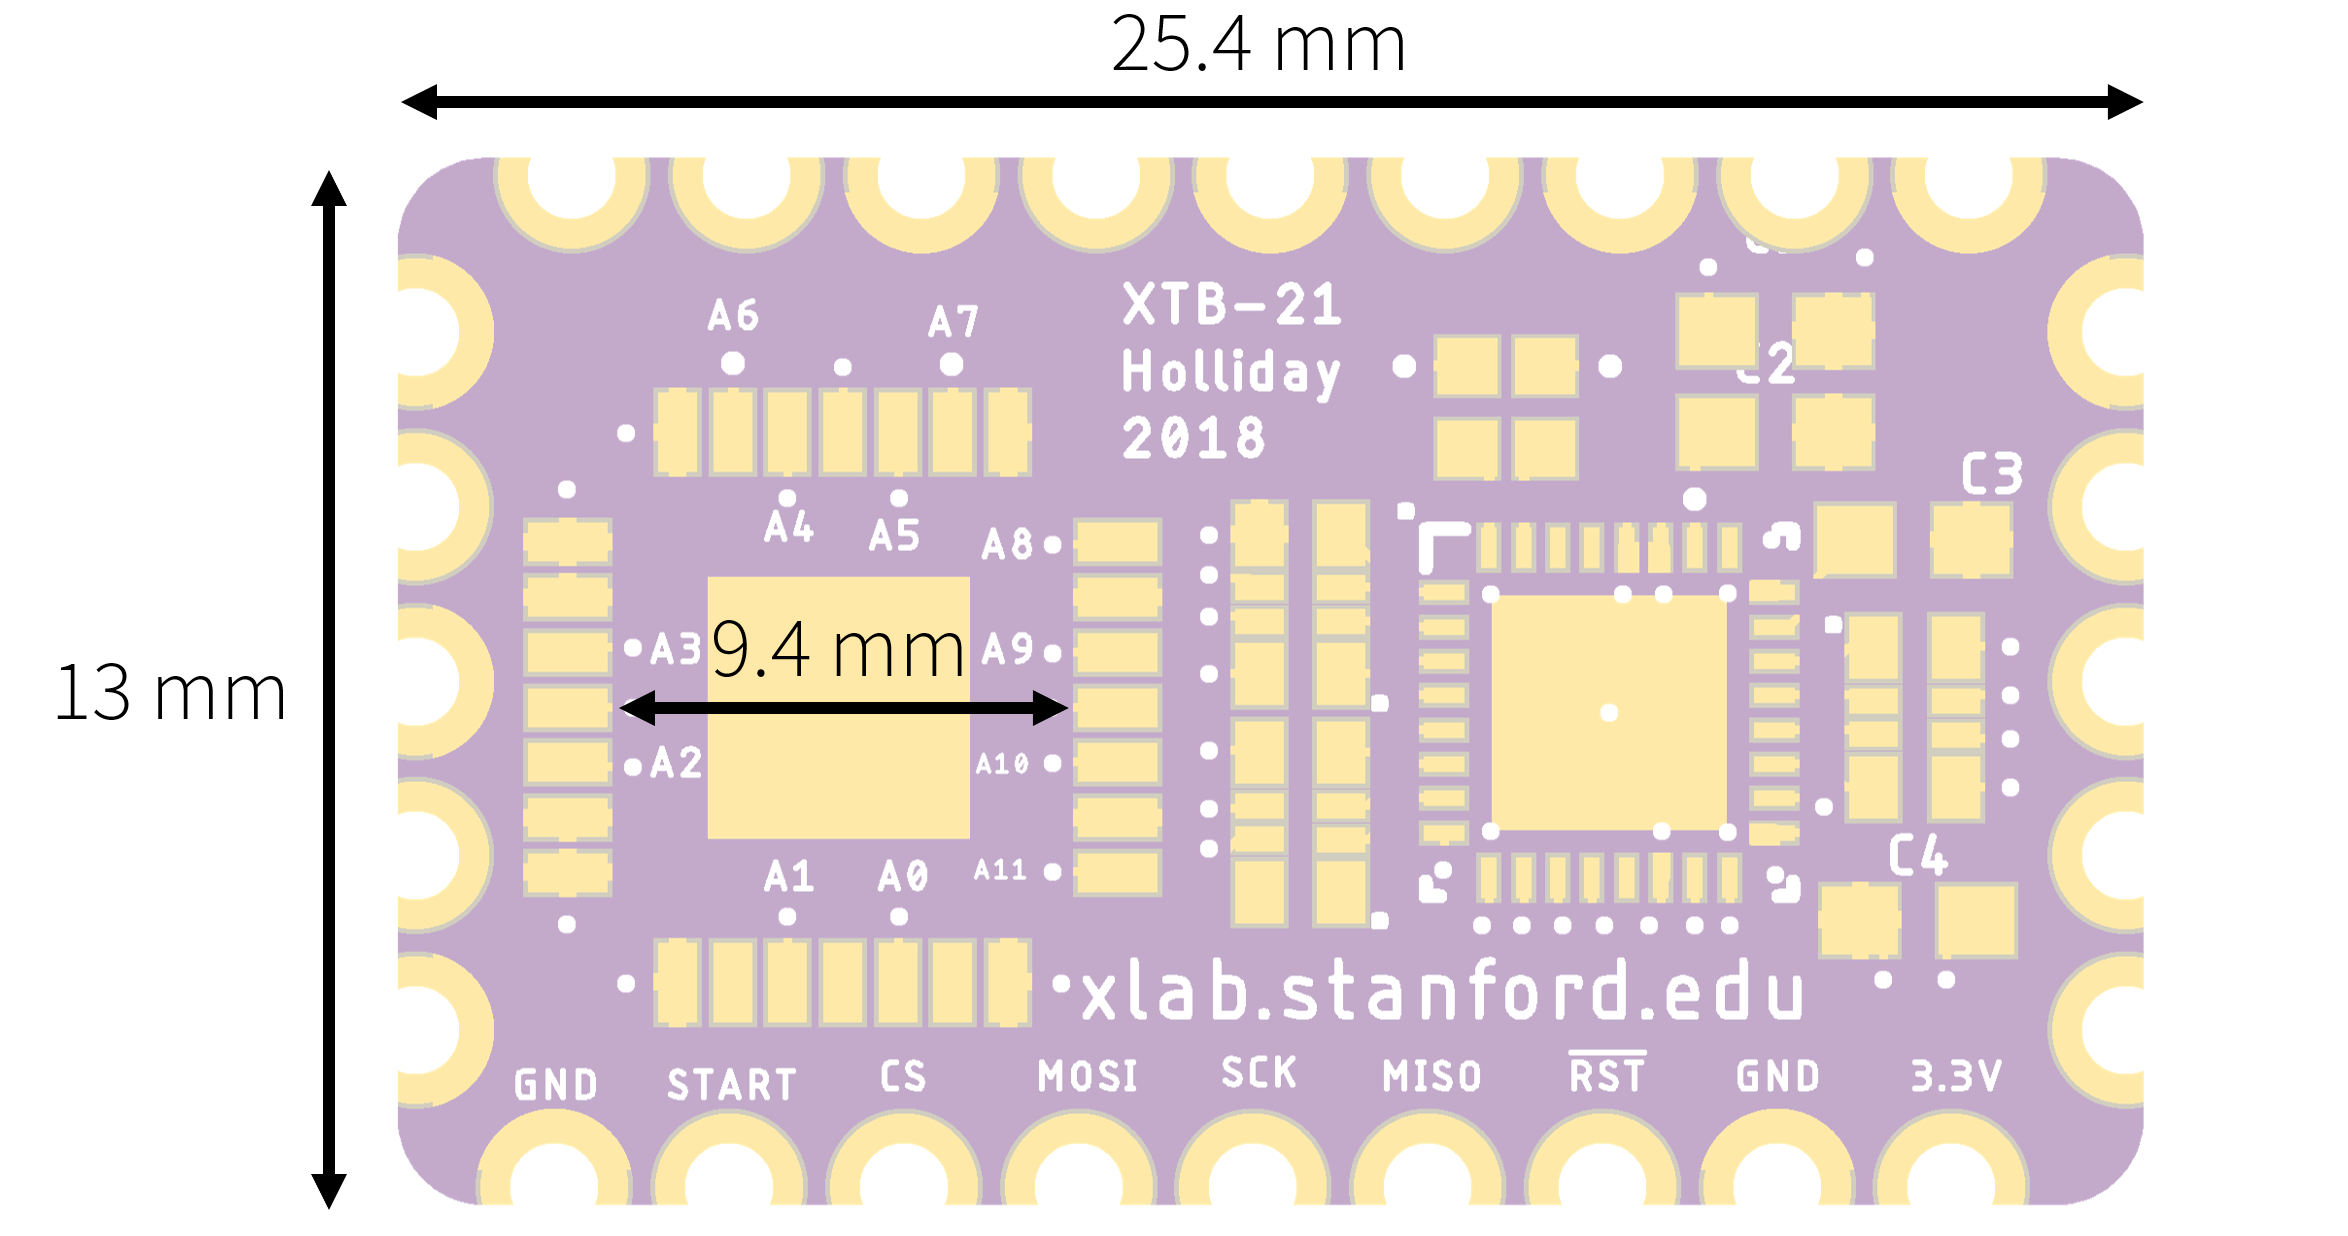 25.4 mm
13 mm
XTB-21
Holliday
2018
A6
A7
A4
A5
A8
C2
C3
A3
9.4 mm
A9
A2
A10
A1
A0
A11
C4
xlab.stanford.edu
GND
START
CS
MOSI
SCK
MISO
RST
GND
3.3V